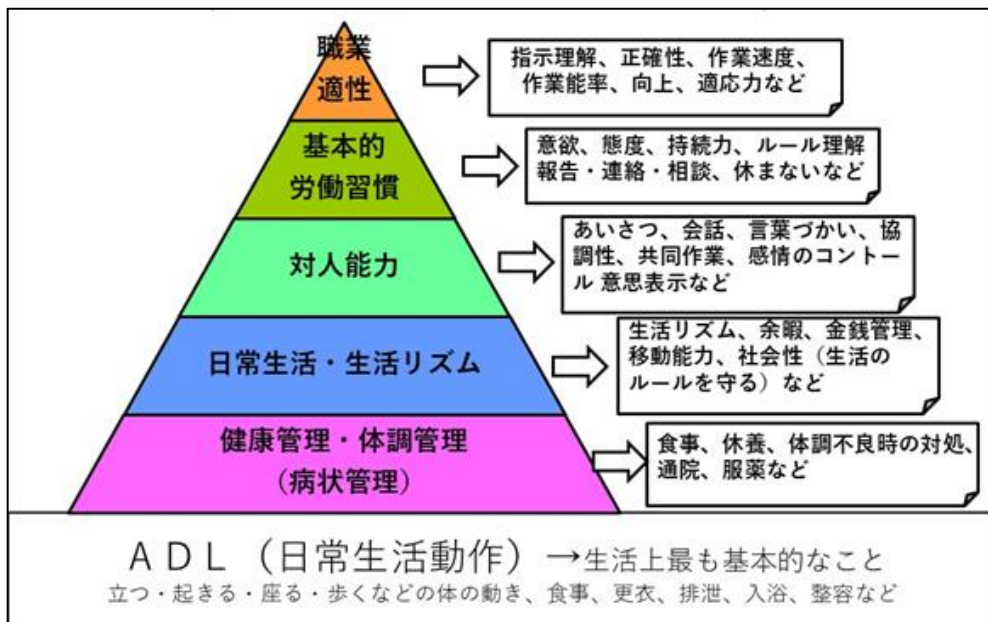 職業
適性
指示理解、正確性、作業速度、
作業能率、向上、適応力など
基本的
労働習慣
意欲、態度、持続力、ルール理解
報告・連絡・相談、休まないなど
対人能力
あいさつ、会話、言葉づかい、協
調性、共同作業、感情のコントー
ル 意思表示など
日常生活・生活リズム
生活リズム、余暇、金銭管理、
移動能力、社会性（生活の
ルールを守る）など
健康管理・体調管理
（病状管理）
食事、休養、体調不良時の対処、
通院、服薬など
ＡＤＬ（日常生活動作）→生活上最も基本的なこと
立つ・起きる・座る・歩くなどの体の動き、食事、更衣、排泄、入浴、整容など